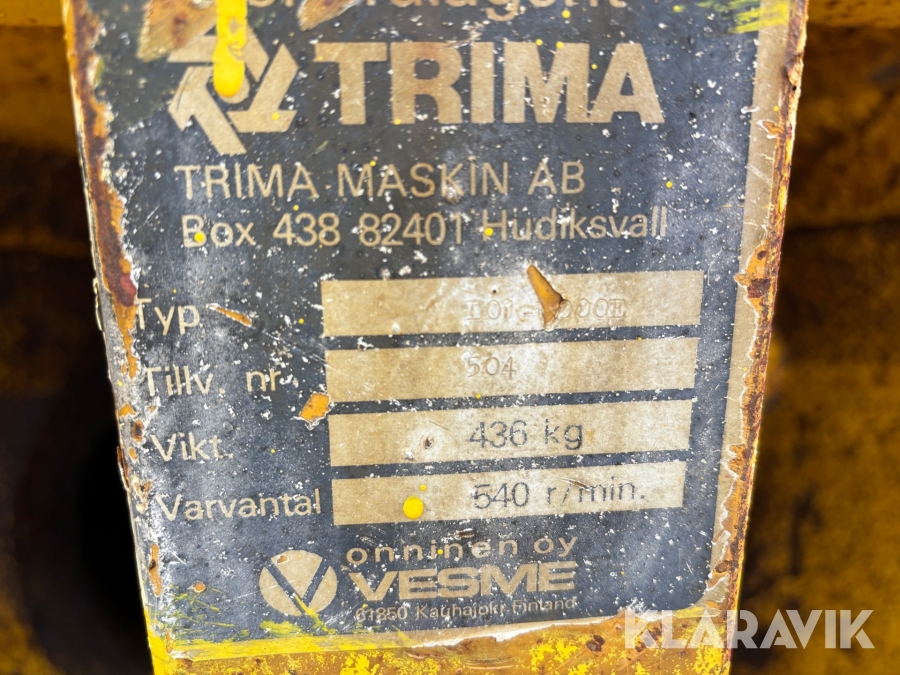 TRIMA
TRIMA MASKIN AB
Box 438 82401 Hudiksvall
Typ
Tillv. nr 504
Vikt. 436 kg
Varvantal 540 r/min.
onninen oy
VESME
61850 Kauhajoki Finland
KLARAVIK